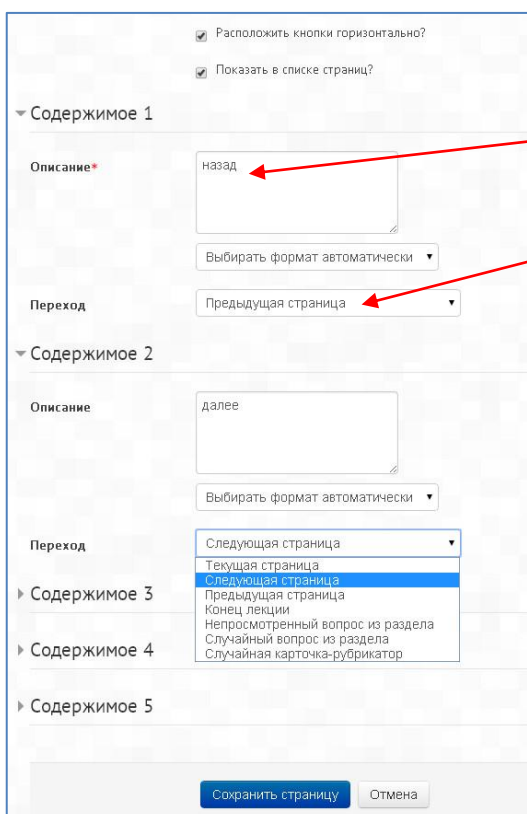 Расположить кнопки горизонтально?
Показать в списке страниц?
Содержимое 1
Описание*
назад
Выбирать формат автоматически
Переход
Предыдущая страница
Содержимое 2
Описание
далее
Выбирать формат автоматически
Переход
Следующая страница
Текущая страница
Следующая страница
Предыдущая страница
Конец лекции
Непросмотренный вопрос из раздела
Случайный вопрос из раздела
Случайная карточка-рубрикатор
Содержимое 3
Содержимое 4
Содержимое 5
Сохранить страницу Отмена